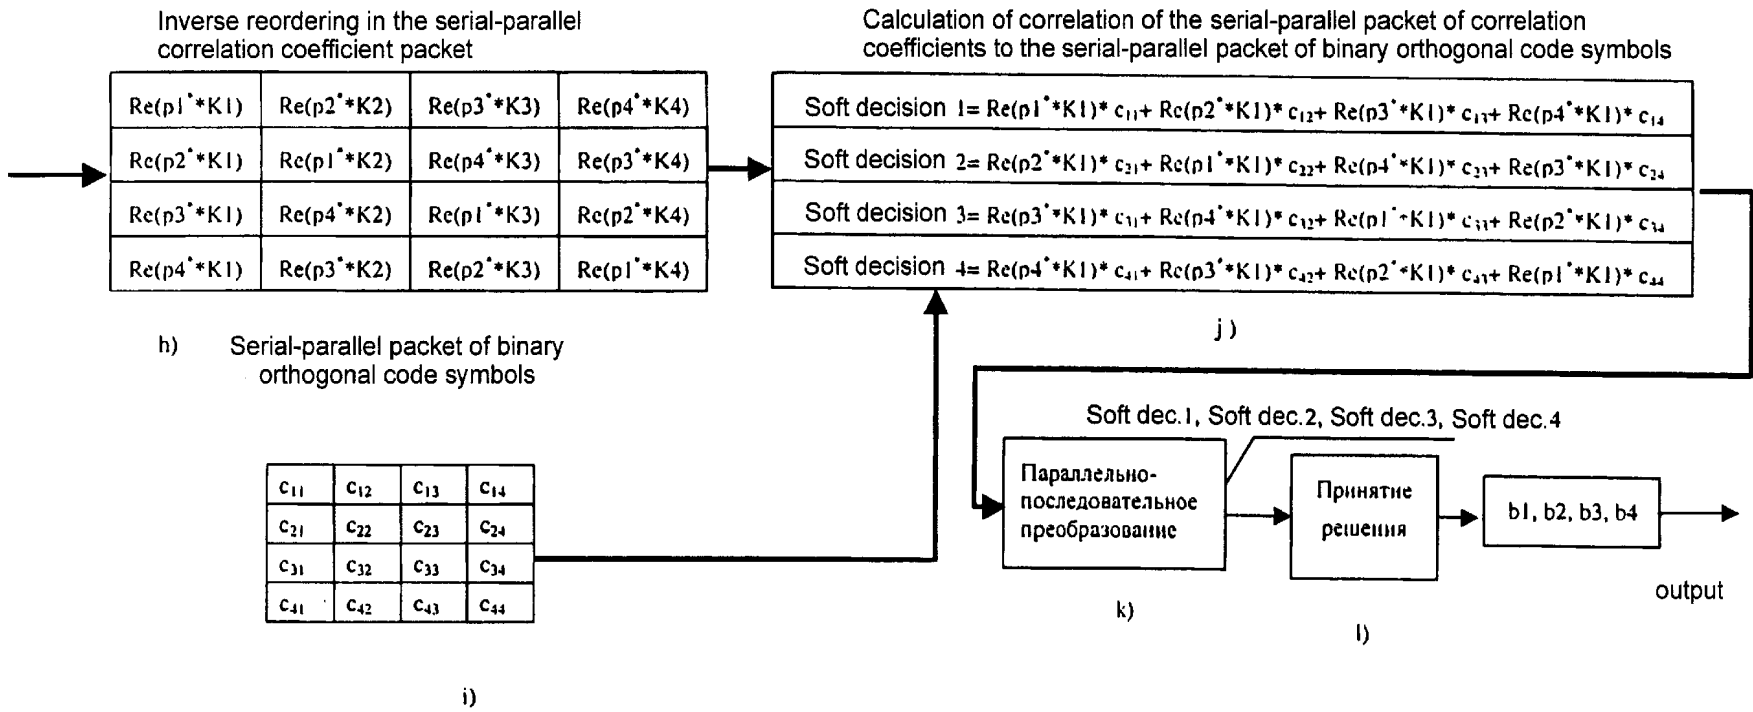 Inverse reordering in the serial-parallel
correlation coefficient packet
Re(p1*∗K1) Re(p2*∗K2) Re(p3*∗K3) Re(p4*∗K4)
Re(p2*∗K1) Re(p1*∗K2) Re(p4*∗K3) Re(p3*∗K4)
Re(p3*∗K1) Re(p4*∗K2) Re(p1*∗K3) Re(p2*∗K4)
Re(p4*∗K1) Re(p3*∗K2) Re(p2*∗K3) Re(p1*∗K4)
h)
Calculation of correlation of the serial-parallel packet of correlation
coefficients to the serial-parallel packet of binary orthogonal code symbols
Soft decision 1= Re(p1*∗K1)* c₁₁+ Re(p2*∗K1)* c₁₂+ Re(p3*∗K1)* c₁₃+ Re(p4*∗K1)* c₁₄
Soft decision 2= Re(p2*∗K1)* c₂₁+ Re(p1*∗K1)* c₂₂+ Re(p4*∗K1)* c₂₃+ Re(p3*∗K1)* c₂₄
Soft decision 3= Re(p3*∗K1)* c₃₁+ Re(p4*∗K1)* c₃₂+ Re(p1*∗K1)* c₃₃+ Re(p2*∗K1)* c₃₄
Soft decision 4= Re(p4*∗K1)* c₄₁+ Re(p3*∗K1)* c₄₂+ Re(p2*∗K1)* c₄₃+ Re(p1*∗K1)* c₄₄
j)
Serial-parallel packet of binary
orthogonal code symbols
c₁₁ c₁₂ c₁₃ c₁₄
c₂₁ c₂₂ c₂₃ c₂₄
c₃₁ c₃₂ c₃₃ c₃₄
c₄₁ c₄₂ c₄₃ c₄₄
i)
Soft dec.1, Soft dec.2, Soft dec.3, Soft dec.4
Параллельно-
последовательное
преобразование
k)
Принятие
решения
l)
b1, b2, b3, b4
output